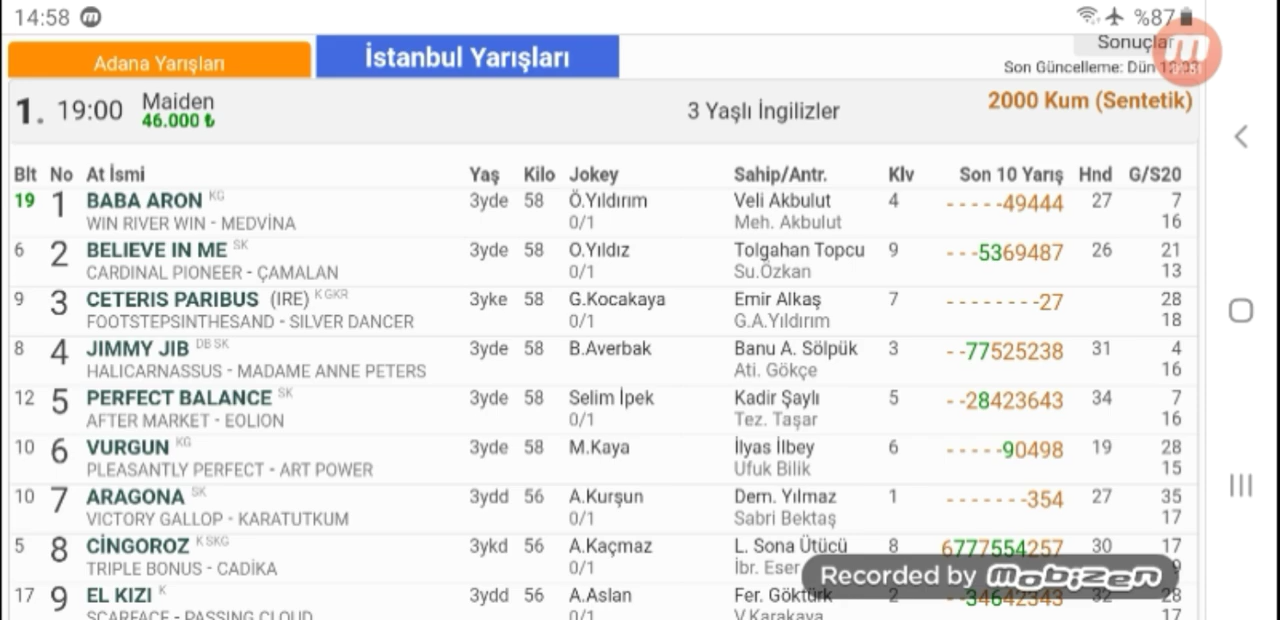 14:58 %87
Adana Yarışları İstanbul Yarışları Sonuçlar
Son Güncelleme: Dün
1. 19:00 Maiden 3 Yaşlı İngilizler 2000 Kum (Sentetik)
46.000 ₺
Blt No At İsmi Yaş Kilo Jokey Sahip/Antr. Klv Son 10 Yarış Hnd G/S20
19 1 BABA ARON KG 3yde 58 Ö.Yıldırım Veli Akbulut 4 - - - - -49444 27 7
WIN RIVER WIN - MEDVİNA 0/1 Meh. Akbulut 16
6 2 BELIEVE IN ME SK 3yde 58 O.Yıldız Tolgahan Topcu 9 - - -5369487 26 21
CARDINAL PIONEER - ÇAMALAN 0/1 Su.Özkan 13
9 3 CETERIS PARIBUS (IRE) K GKR 3yke 58 G.Kocakaya Emir Alkaş 7 - - - - - - - -27 28
FOOTSTEPSINTHESAND - SILVER DANCER 0/1 G.A.Yıldırım 18
8 4 JIMMY JIB DB SK 3yde 58 B.Averbak Banu A. Sölpük 3 - -77525238 31 4
HALICARNASSUS - MADAME ANNE PETERS Ati. Gökçe 16
12 5 PERFECT BALANCE SK 3yde 58 Selim İpek Kadir Şaylı 5 - -28423643 34 7
AFTER MARKET - EOLION 0/1 Tez. Taşar 16
10 6 VURGUN KG 3yde 58 M.Kaya İlyas İlbey 6 - - - - -90498 19 28
PLEASANTLY PERFECT - ART POWER Ufuk Bilik 15
10 7 ARAGONA SK 3ydd 56 A.Kurşun Dem. Yılmaz 1 - - - - - - -354 27 35
VICTORY GALLOP - KARATUTKUM 0/1 Sabri Bektaş 17
5 8 CİNGOROZ K SKG 3ykd 56 A.Kaçmaz L. Sona Ütücü 8 6777554257 30 17
TRIPLE BONUS - CADİKA 0/1 İbr. Eser 9
Recorded by mobizen
17 9 EL KIZI K 3ydd 56 A.Aslan Fer. Göktürk 2 - -34642343 32 28
SCARFACE - PASSING CLOUD 0/1 V.Karakaya 17